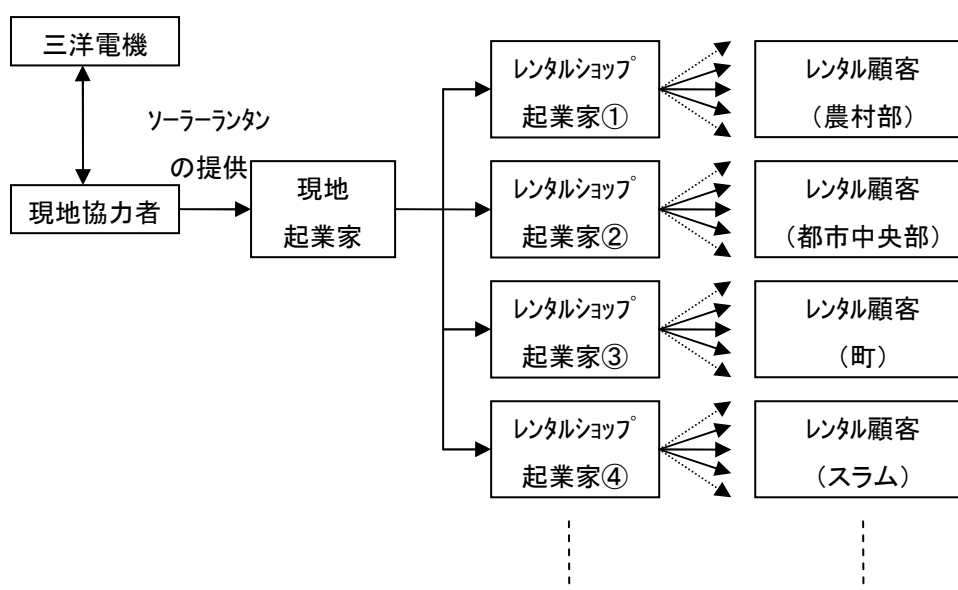 三洋電機
ソーラーランタン
の提供
現地協力者
現地
起業家
レンタルショップ
起業家①
レンタル顧客
（農村部）
レンタルショップ
起業家②
レンタル顧客
（都市中央部）
レンタルショップ
起業家③
レンタル顧客
（町）
レンタルショップ
起業家④
レンタル顧客
（スラム）